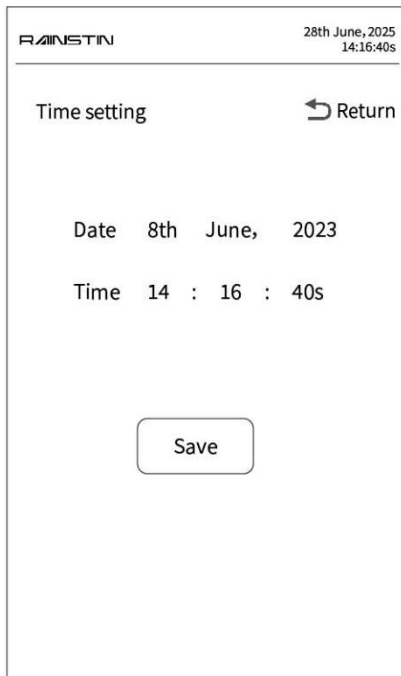 RAINSTIN
28th June, 2025
14:16:40s
Time setting
Return
Date 8th June, 2023
Time 14 : 16 : 40s
Save